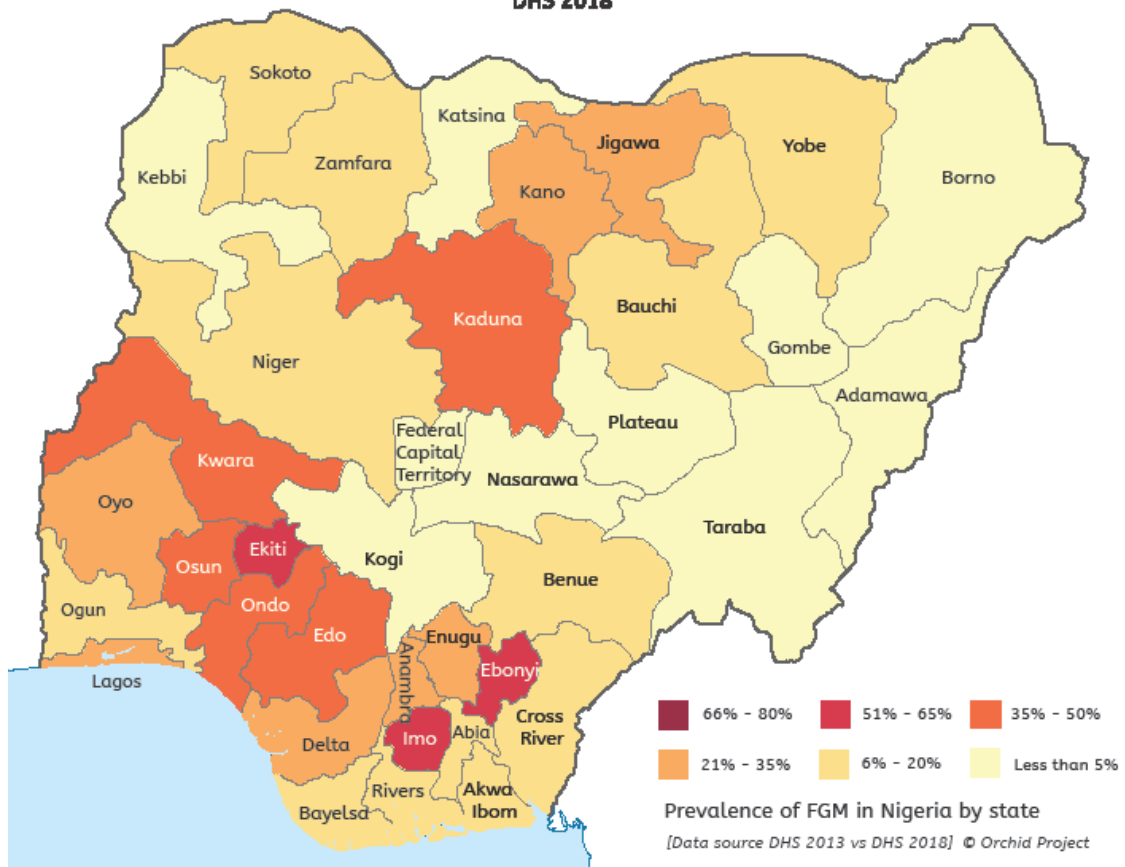 DHS 2018
Sokoto
Katsina
Jigawa
Yobe
Zamfara
Kebbi
Kano
Borno
Bauchi
Kaduna
Gombe
Niger
Adamawa
Plateau
Federal
Capital
Territory
Kwara
Nasarawa
Oyo
Taraba
Ekiti
Kogi
Osun
Benue
Ondo
Ogun
Edo
Enugu
Anambra
Ebonyi
Lagos
Cross
River
Abia
Imo
Delta
Rivers
Akwa
Ibom
Bayelsa
66% - 80%
51% - 65%
35% - 50%
21% - 35%
6% - 20%
Less than 5%
Prevalence of FGM in Nigeria by state
[Data source DHS 2013 vs DHS 2018] © Orchid Project